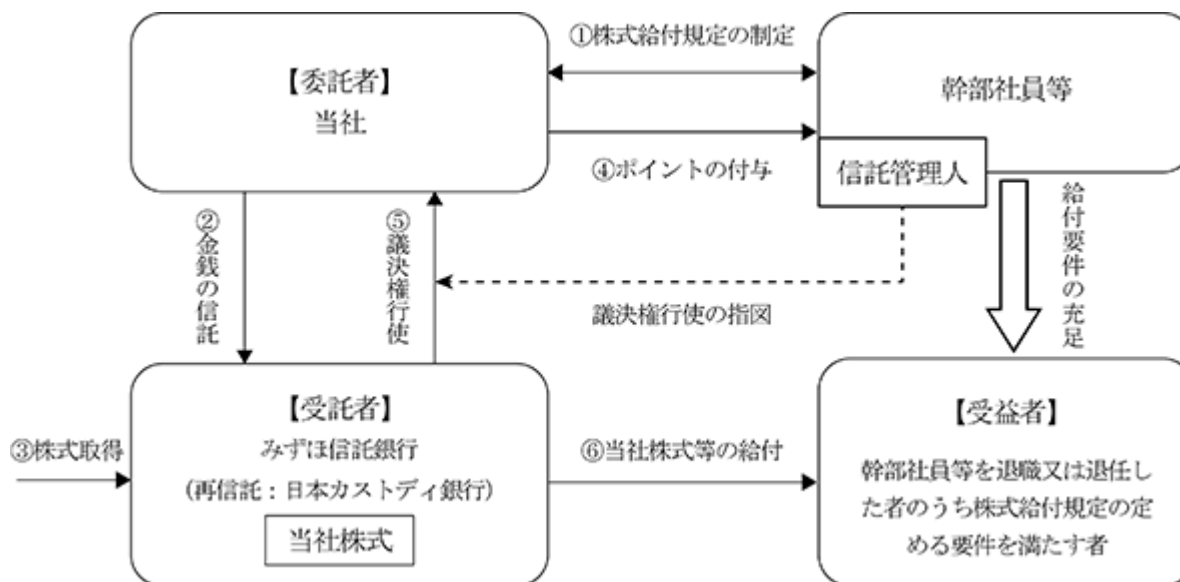 ①株式給付規定の制定
【委託者】
当社
幹部社員等
④ポイントの付与
信託管理人
②金銭の信託
⑤議決権行使
給付要件の充足
議決権行使の指図
【受託者】
みずほ信託銀行
(再信託：日本カストディ銀行)
当社株式
③株式取得
⑥当社株式等の給付
【受益者】
幹部社員等を退職又は退任し
た者のうち株式給付規定の定
める要件を満たす者